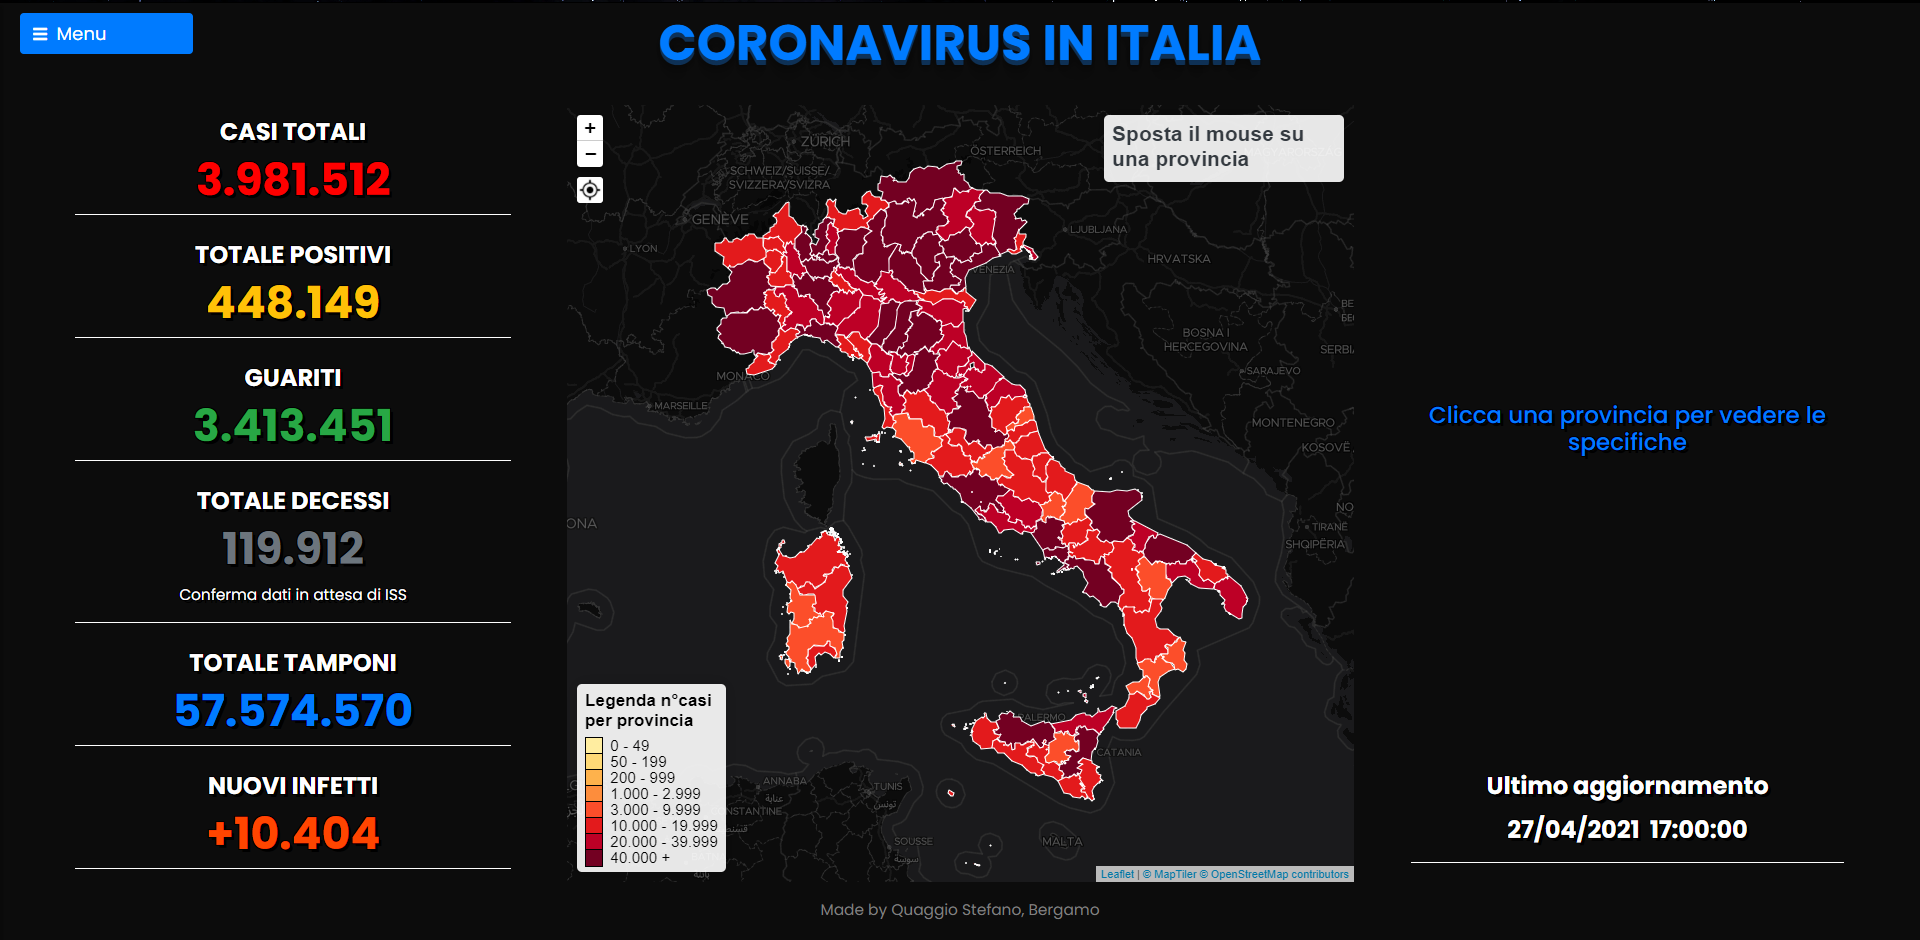 Menu
CORONAVIRUS IN ITALIA
CASI TOTALI
3.981.512
TOTALE POSITIVI
448.149
GUARITI
3.413.451
TOTALE DECESSI
119.912
Conferma dati in attesa di ISS
TOTALE TAMPONI
57.574.570
NUOVI INFETTI
+10.404
+
−
Sposta il mouse su
una provincia
ZÜRICH
ÖSTERREICH
SCHWEIZ/SUISSE/
SVIZZERA/SVIZRA
GENÈVE
LYON
LJUBLJANA
HRVATSKA
VENEZIA
BOSNA I
HERCEGOVINA
SARAJEVO
MONACO
MARSEILLE
MONTENEGRO
KOSOVË
TIRANË
SHQIPËRIA
PALERMO
CATANIA
ANNABA
عنابة
TUNIS
تونس
SOUSSE
سوسة
MALTA
Legenda n°casi
per provincia
0 - 49
50 - 199
200 - 999
1.000 - 2.999
3.000 - 9.999
10.000 - 19.999
20.000 - 39.999
40.000 +
Leaflet | © MapTiler © OpenStreetMap contributors
Clicca una provincia per vedere le
specifiche
Ultimo aggiornamento
27/04/2021 17:00:00
Made by Quaggio Stefano, Bergamo